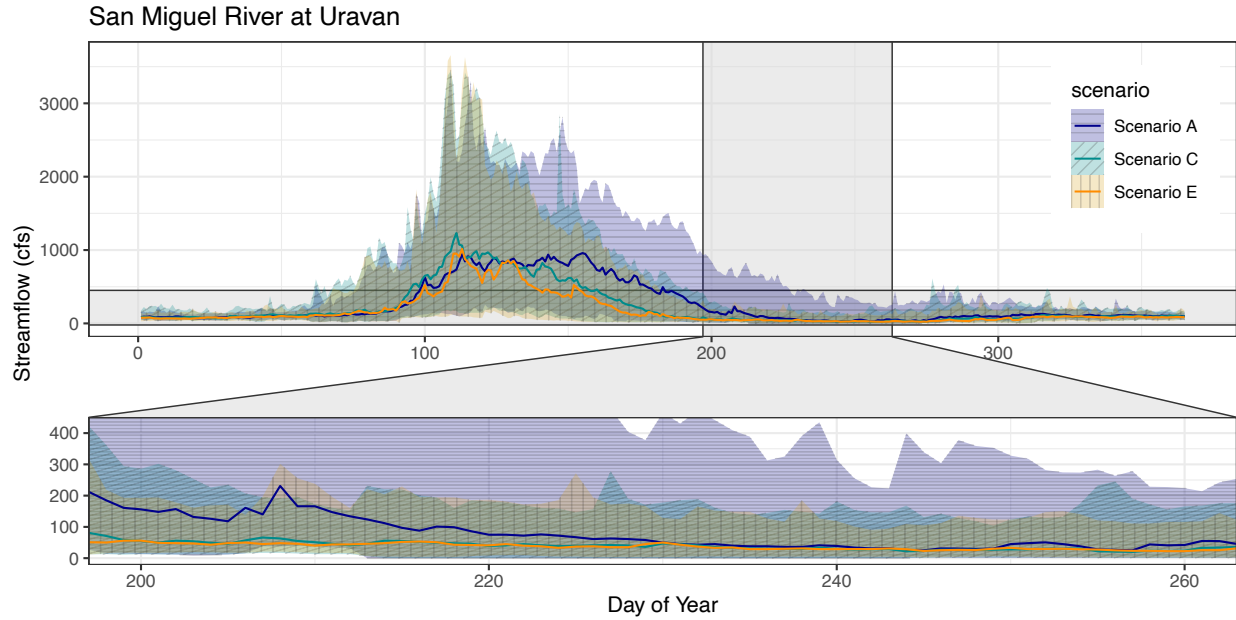 San Miguel River at Uravan
Streamflow (cfs)
3000
2000
1000
0
0
100
200
300
scenario
Scenario A
Scenario C
Scenario E
400
300
200
100
0
200
220
240
260
Day of Year